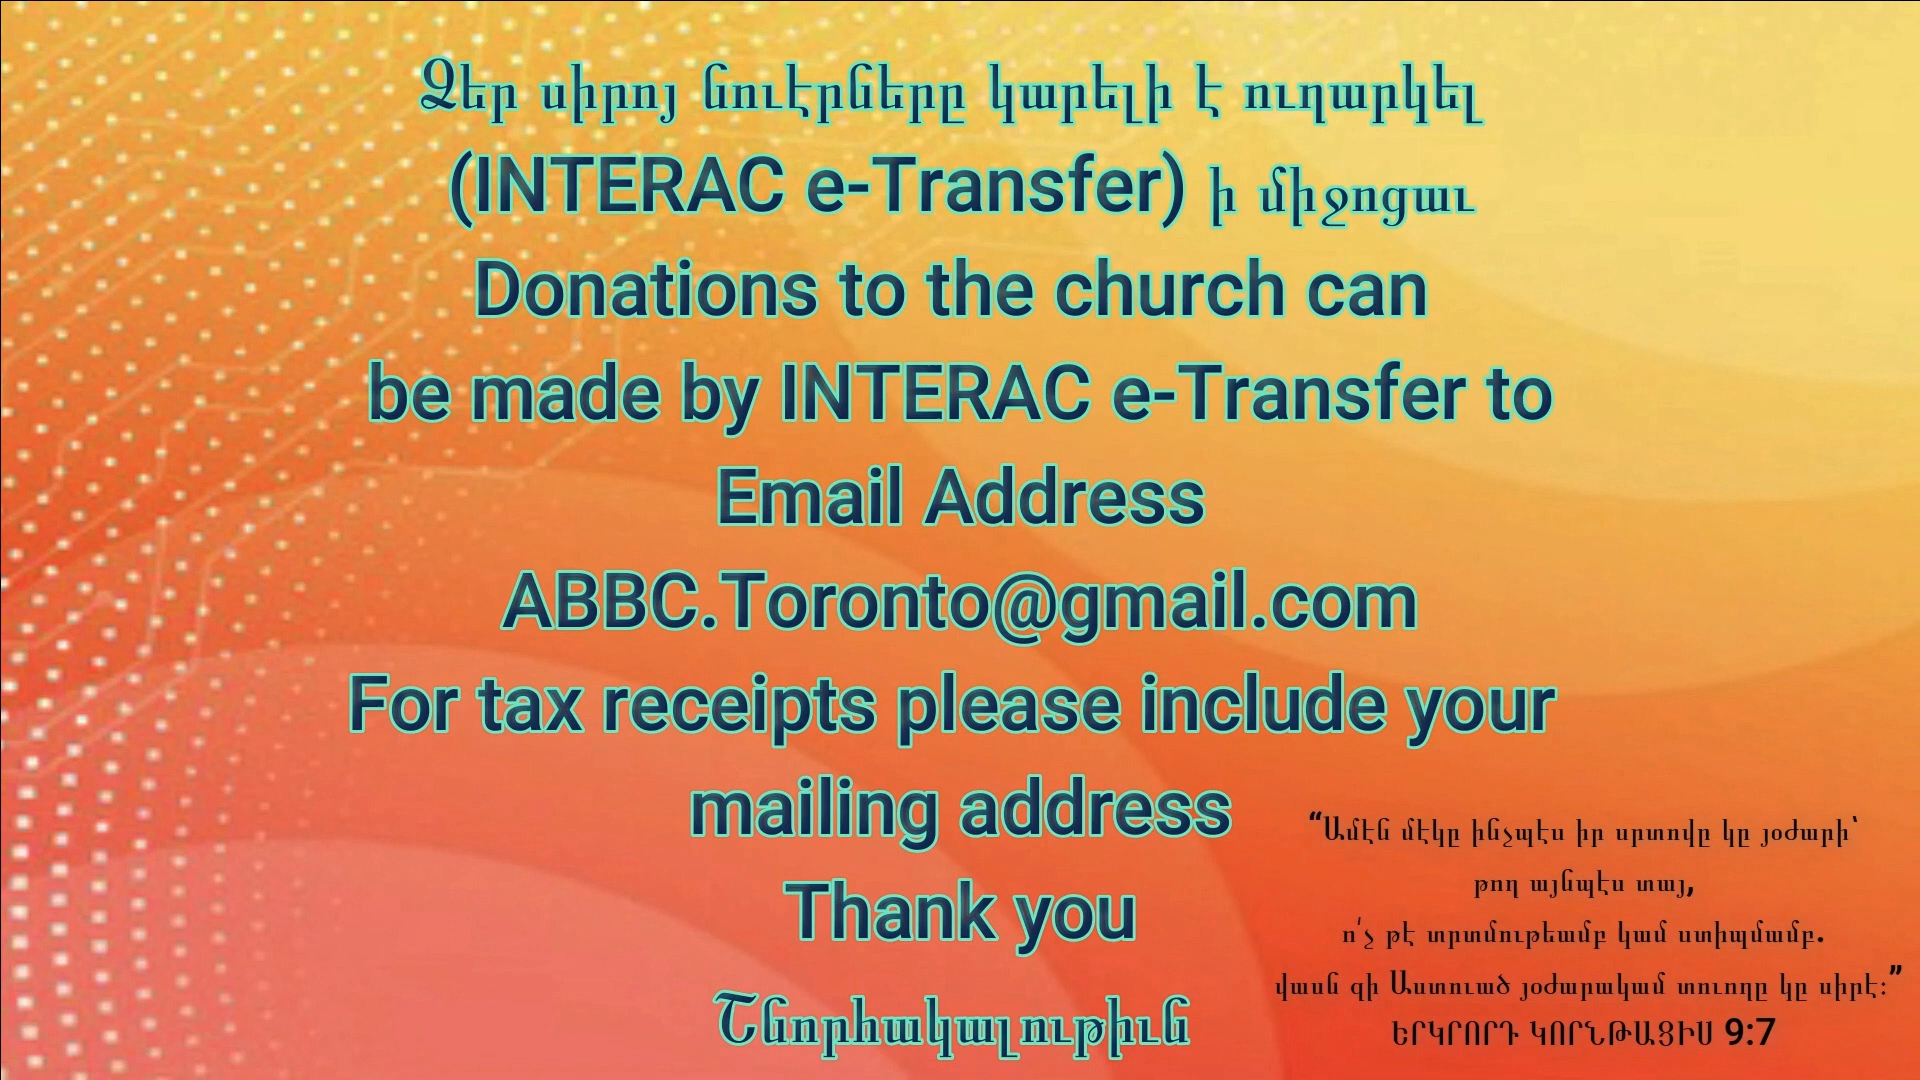 Ձեր սիրոյ նուէրները կարելի է ուղարկել
(INTERAC e-Transfer) ի միջոցաւ
Donations to the church can
be made by INTERAC e-Transfer to
Email Address
ABBC.Toronto@gmail.com
For tax receipts please include your
mailing address
Thank you
Շնորհակալութիւն
“Ամէն մէկը ինչպէս իր սրտովը կը յօժարի՝
թող այնպէս տայ,
ո՛չ թէ տրտմութեամբ կամ ստիպմամբ.
վասն զի Աստուած յօժարակամ տուողը կը սիրէ։”
ԵՐԿՐՈՐԴ ԿՈՐՆԹԱՑԻՍ 9:7